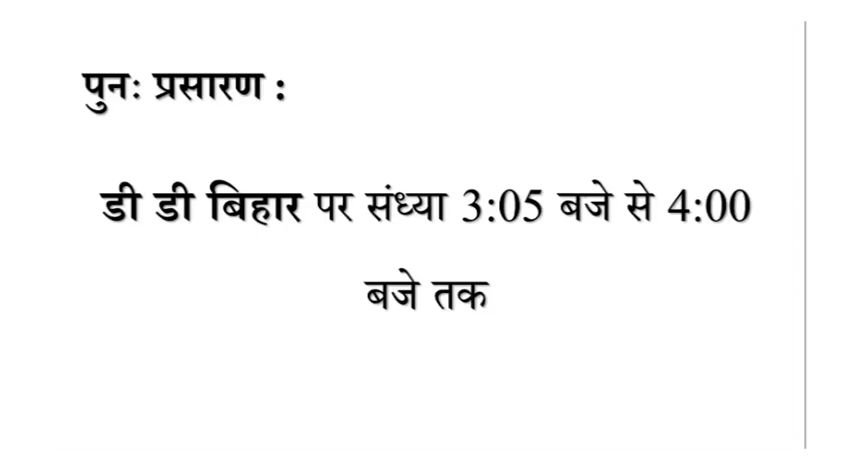 पुनः प्रसारण :
डी डी बिहार पर संध्या 3:05 बजे से 4:00
बजे तक